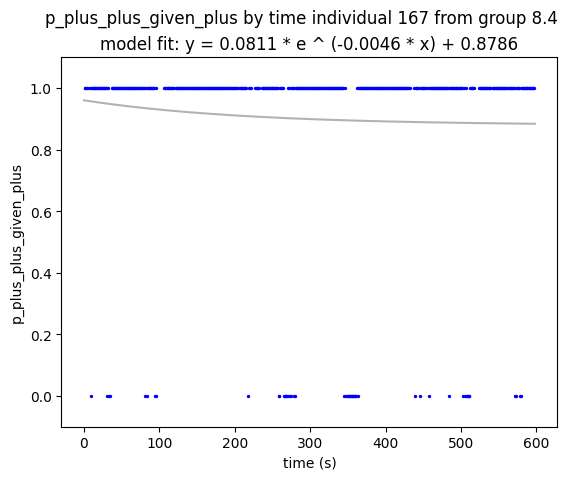 p_plus_plus_given_plus by time individual 167 from group 8.4
model fit: y = 0.0811 * e ^ (-0.0046 * x) + 0.8786
p_plus_plus_given_plus
1.0
0.8
0.6
0.4
0.2
0.0
0 100 200 300 400 500 600
time (s)